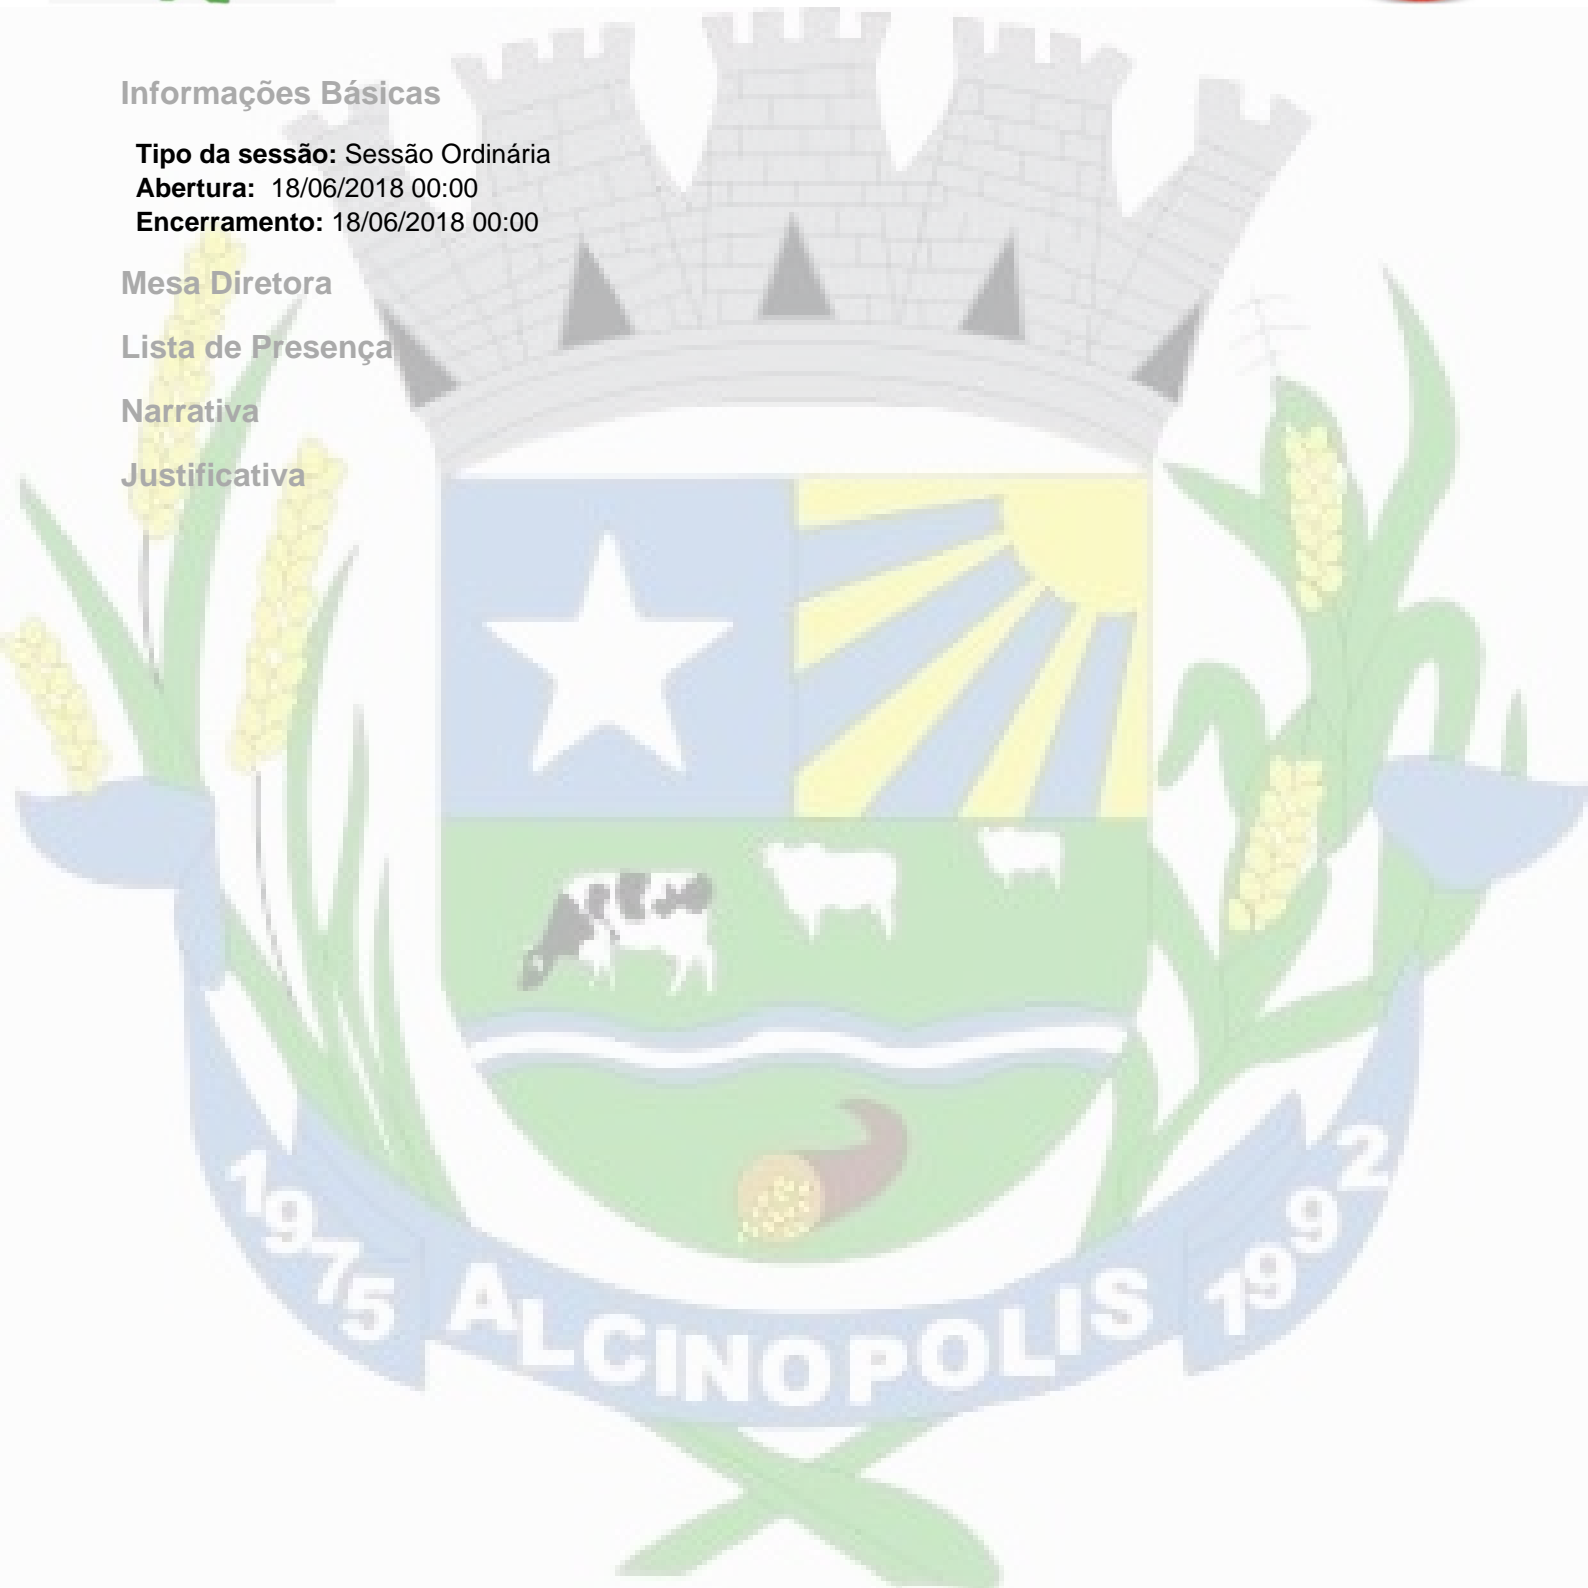 Informações Básicas
Tipo da sessão: Sessão Ordinária
Abertura: 18/06/2018 00:00
Encerramento: 18/06/2018 00:00
Mesa Diretora
Lista de Presença
Narrativa
Justificativa
1975 ALCINOPOLIS 1992